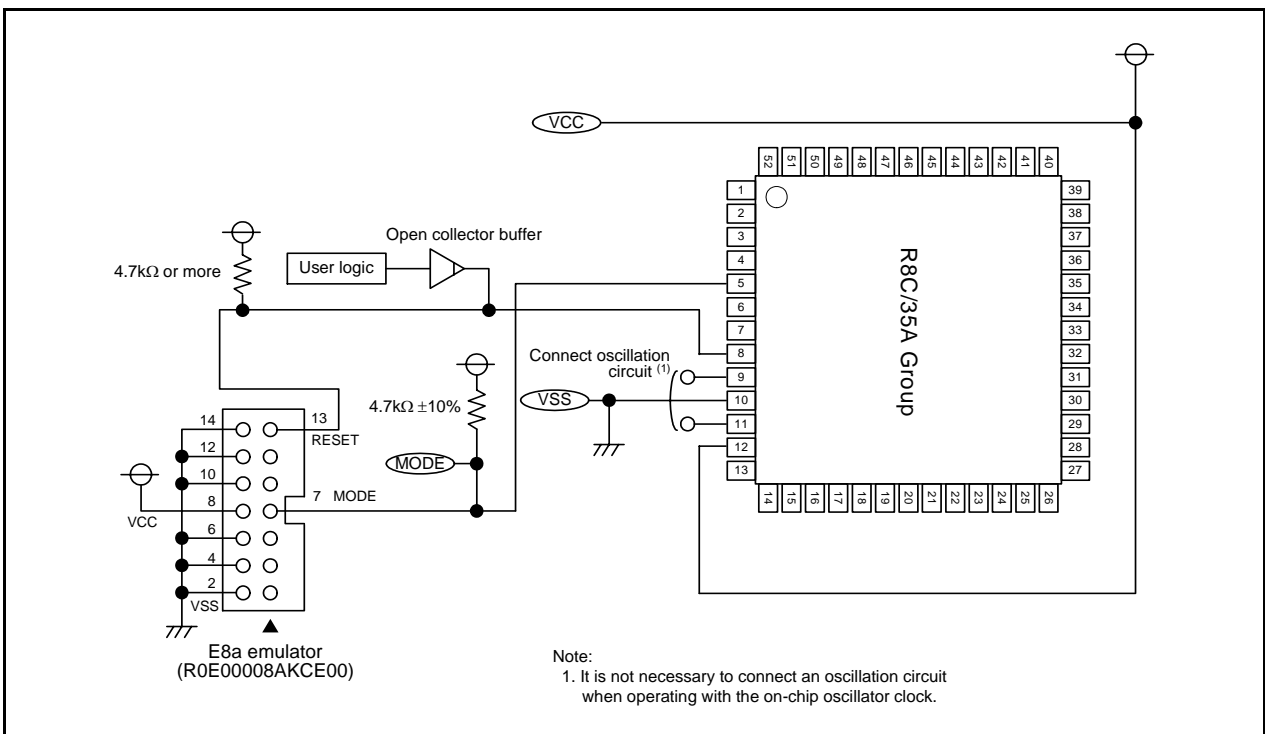 VCC
52 51 50 49 48 47 46 45 44 43 42 41 40
1
2
3
4
5
6
7
8
9
10
11
12
13
39
38
37
36
35
34
33
32
31
30
29
28
27
14 15 16 17 18 19 20 21 22 23 24 25 26
R8C/35A Group
Open collector buffer
User logic
4.7kΩ or more
Connect oscillation
circuit (1)
VSS
4.7kΩ ±10%
MODE
14
13
RESET
12
10
8
7 MODE
VCC
6
4
2
VSS
E8a emulator
(R0E00008AKCE00)
Note:
1. It is not necessary to connect an oscillation circuit
when operating with the on-chip oscillator clock.